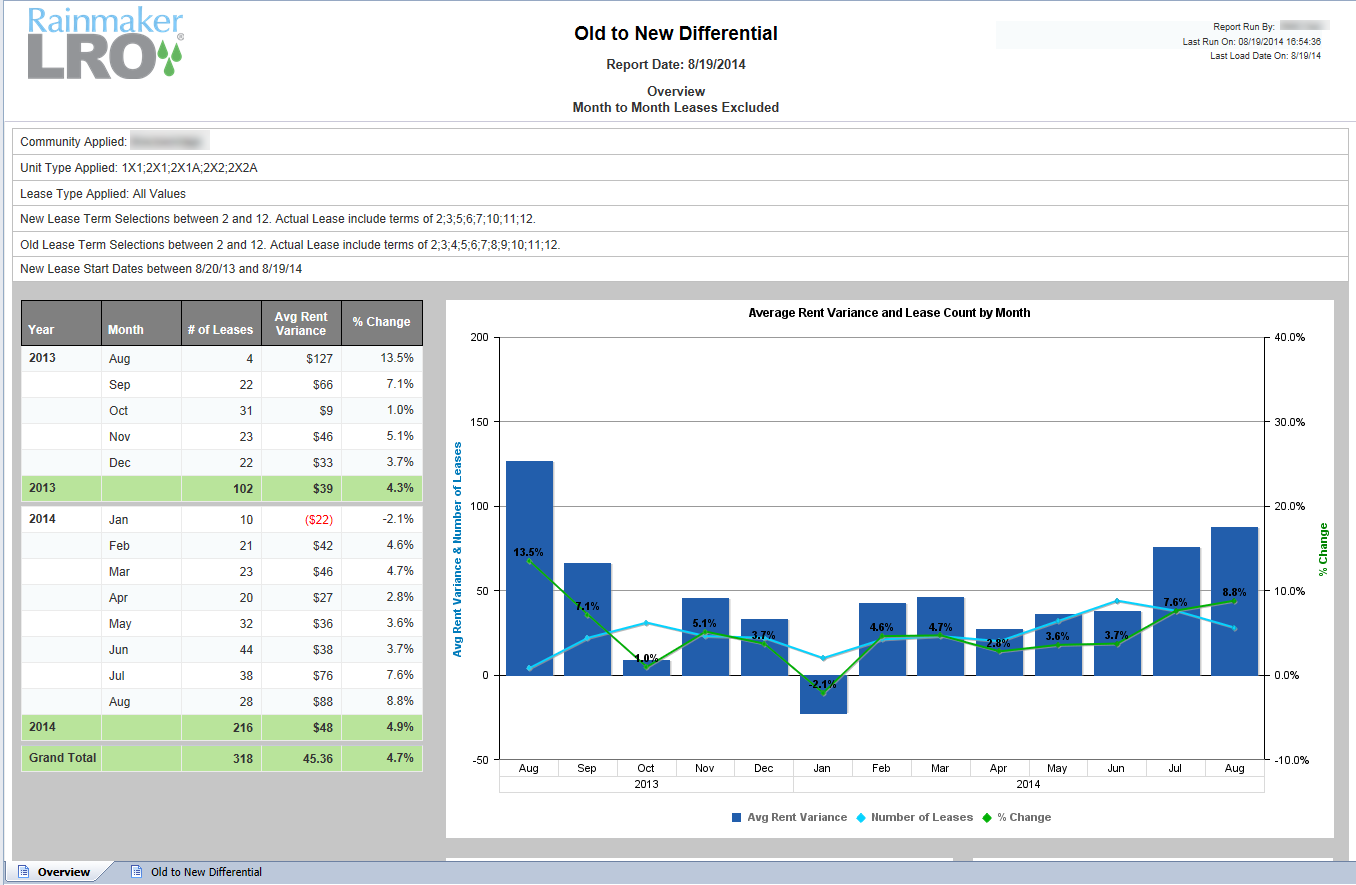 Rainmaker
LRO®
Old to New Differential
Report Date: 8/19/2014
Overview
Month to Month Leases Excluded
Report Run By:
Last Run On: 08/19/2014 16:54:36
Last Load Date On: 8/19/14
Community Applied:
Unit Type Applied: 1X1;2X1;2X1A;2X2;2X2A
Lease Type Applied: All Values
New Lease Term Selections between 2 and 12. Actual Lease include terms of 2;3;5;6;7;10;11;12.
Old Lease Term Selections between 2 and 12. Actual Lease include terms of 2;3;4;5;6;7;8;9;10;11;12.
New Lease Start Dates between 8/20/13 and 8/19/14
Year Month # of Leases Avg Rent Variance % Change
2013 Aug 4 $127 13.5%
Sep 22 $66 7.1%
Oct 31 $9 1.0%
Nov 23 $46 5.1%
Dec 22 $33 3.7%
2013 102 $39 4.3%
2014 Jan 10 ($22) -2.1%
Feb 21 $42 4.6%
Mar 23 $46 4.7%
Apr 20 $27 2.8%
May 32 $36 3.6%
Jun 44 $38 3.7%
Jul 38 $76 7.6%
Aug 28 $88 8.8%
2014 216 $48 4.9%
Grand Total 318 45.36 4.7%
Average Rent Variance and Lease Count by Month
Avg Rent Variance & Number of Leases
200
150
100
50
0
-50
13.5%
7.1%
1.0%
5.1%
3.7%
-2.1%
4.6%
4.7%
2.8%
3.6%
3.7%
7.6%
8.8%
40.0%
30.0%
20.0%
10.0%
0.0%
-10.0%
% Change
Aug Sep Oct Nov Dec Jan Feb Mar Apr May Jun Jul Aug
2013 2014
Avg Rent Variance Number of Leases % Change
Overview Old to New Differential